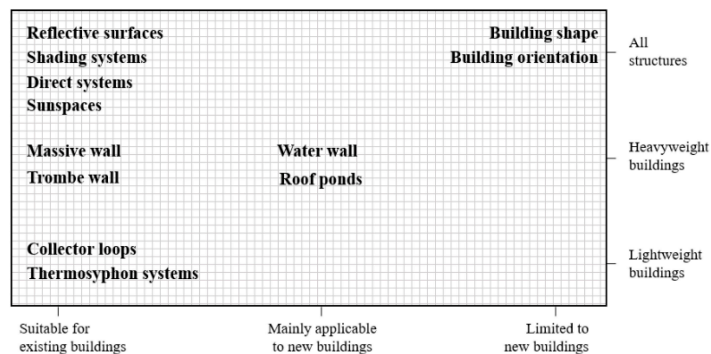 Reflective surfaces
Shading systems
Direct systems
Sunspaces
Building shape
Building orientation
All
structures
Massive wall
Trombe wall
Water wall
Roof ponds
Heavyweight
buildings
Collector loops
Thermosyphon systems
Lightweight
buildings
Suitable for
existing buildings
Mainly applicable
to new buildings
Limited to
new buildings